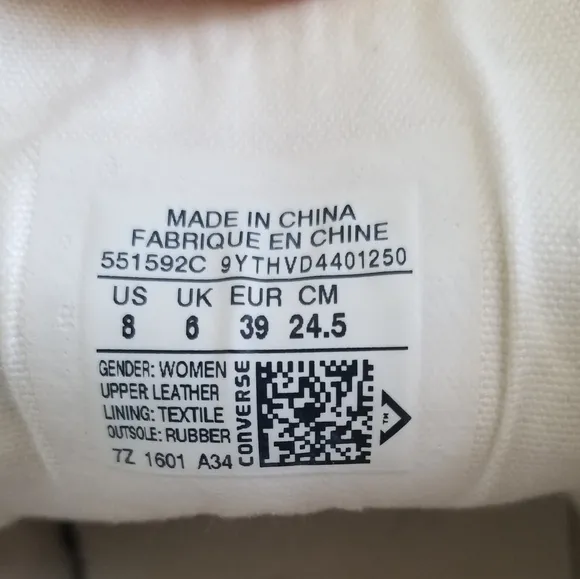 MADE IN CHINA
FABRIQUE EN CHINE
551592C 9YTHVD4401250
US UK EUR CM
8 6 39 24.5
GENDER: WOMEN
UPPER LEATHER
LINING: TEXTILE
OUTSOLE: RUBBER
7Z 1601 A34
CONVERSE
TM